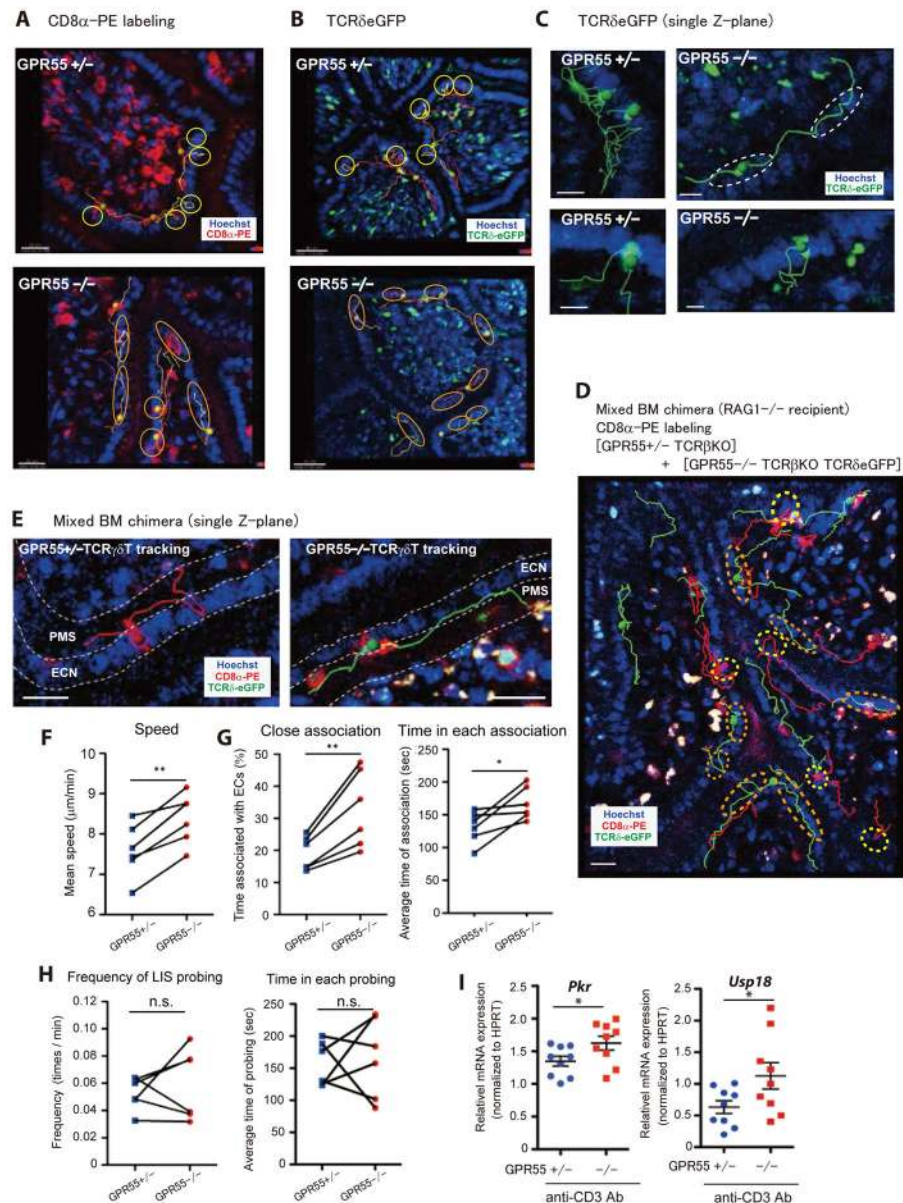 A CD8α-PE labeling
GPR55 +/−
Hoechst
CD8α-PE
GPR55 −/−
B TCRδeGFP
GPR55 +/−
Hoechst
TCRδ-eGFP
GPR55 −/−
C TCRδeGFP (single Z-plane)
GPR55 +/−
GPR55 −/−
Hoechst
TCRδ-eGFP
GPR55 +/−
GPR55 −/−
D
Mixed BM chimera (RAG1−/− recipient)
CD8α-PE labeling
[GPR55+/− TCRβKO]
+ [GPR55−/− TCRβKO TCRδeGFP]
Hoechst
CD8α-PE
TCRδ-eGFP
E Mixed BM chimera (single Z-plane)
GPR55+/−TCRγδT tracking
PMS
ECN
Hoechst
CD8α-PE
TCRδ-eGFP
GPR55−/−TCRγδT tracking
ECN
PMS
F Speed
Mean speed (μm/min)
9
8
7
6
**
GPR55+/−
GPR55−/−
G Close association
Time associated with ECs (%)
50
40
30
20
10
0
**
GPR55+/−
GPR55−/−
Time in each association
Average time of association (sec)
250
200
150
100
50
0
*
GPR55+/−
GPR55−/−
H Frequency of LIS probing
Frequency (times / min)
0.12
0.10
0.08
0.06
0.04
0.02
0
n.s.
GPR55+/−
GPR55−/−
Time in each probing
Average time of probing (sec)
250
200
150
100
50
0
n.s.
GPR55+/−
GPR55−/−
I Pkr
Relativel mRNA expression
(normalized to HPRT)
2.5
2.0
1.5
1.0
0.5
0
*
GPR55 +/− −/−
anti-CD3 Ab
Usp18
Relativel mRNA expression
(normalized to HPRT)
2.5
2.0
1.5
1.0
0.5
0
*
+/− −/−
anti-CD3 Ab